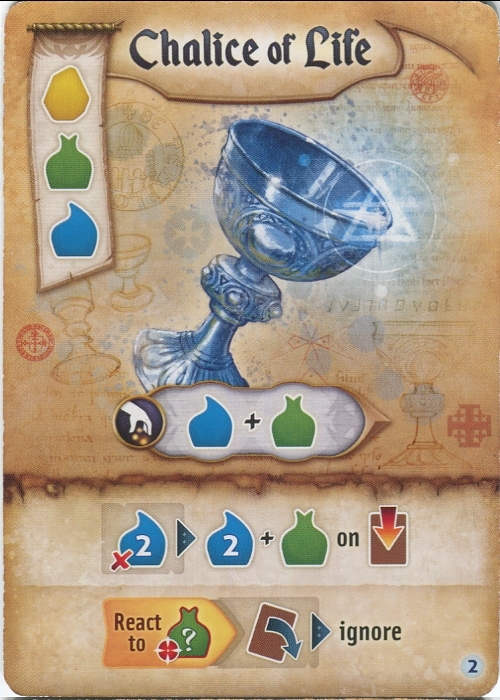 Chalice of Life
+
2 2 + on
React
to ? ignore
2